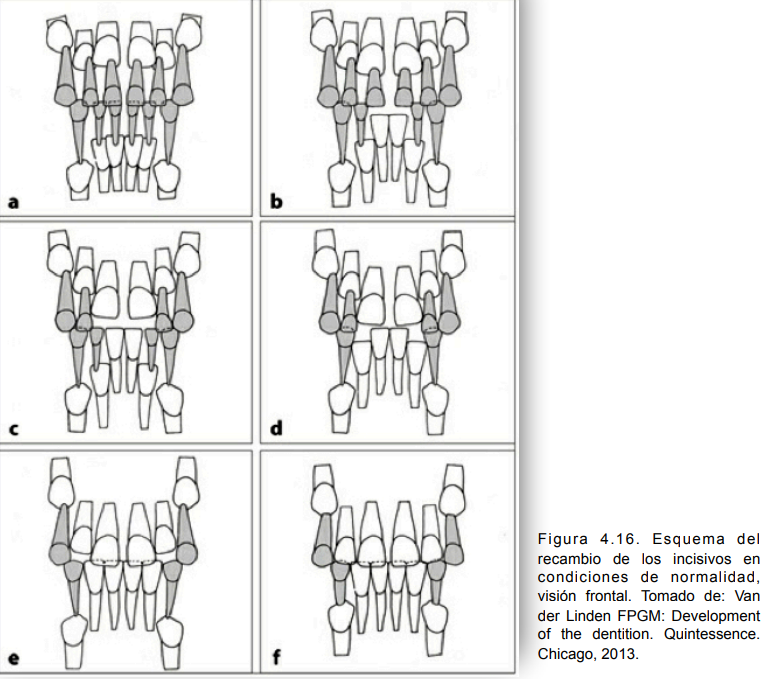 a
b
c
d
e
f
Figura 4.16. Esquema del
recambio de los incisivos en
condiciones de normalidad,
visión frontal. Tomado de: Van
der Linden FPGM: Development
of the dentition. Quintessence.
Chicago, 2013.